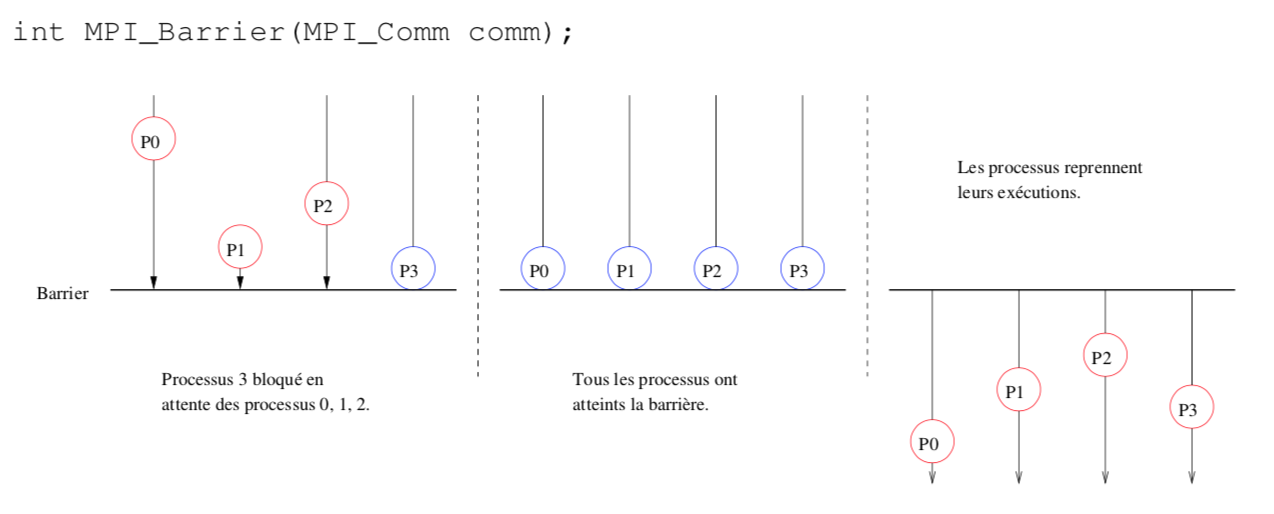 int MPI_Barrier(MPI_Comm comm);
P0
P1
P2
P3
Barrier
Processus 3 bloqué en
attente des processus 0, 1, 2.
P0
P1
P2
P3
Tous les processus ont
atteints la barrière.
Les processus reprennent
leurs exécutions.
P0
P1
P2
P3